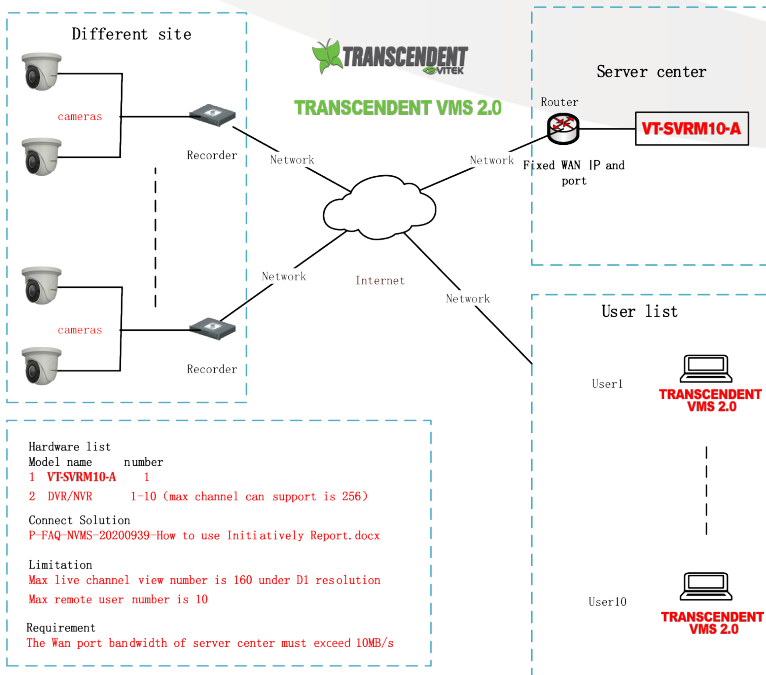 Different site
cameras
Recorder
Network
cameras
Recorder
Network
TRANSCENDENT
VITEK
TRANSCENDENT VMS 2.0
Internet
Network
Network
Server center
Router
VT-SVRM10-A
Fixed WAN IP and
port
User list
User1
TRANSCENDENT
VMS 2.0
User10
TRANSCENDENT
VMS 2.0
Hardware list
Model name number
1 VT-SVRM10-A 1
2 DVR/NVR 1-10 (max channel can support is 256)
Connect Solution
P-FAQ-NVMS-20200939-How to use Initiatively Report.docx
Limitation
Max live channel view number is 160 under D1 resolution
Max remote user number is 10
Requirement
The Wan port bandwidth of server center must exceed 10MB/s